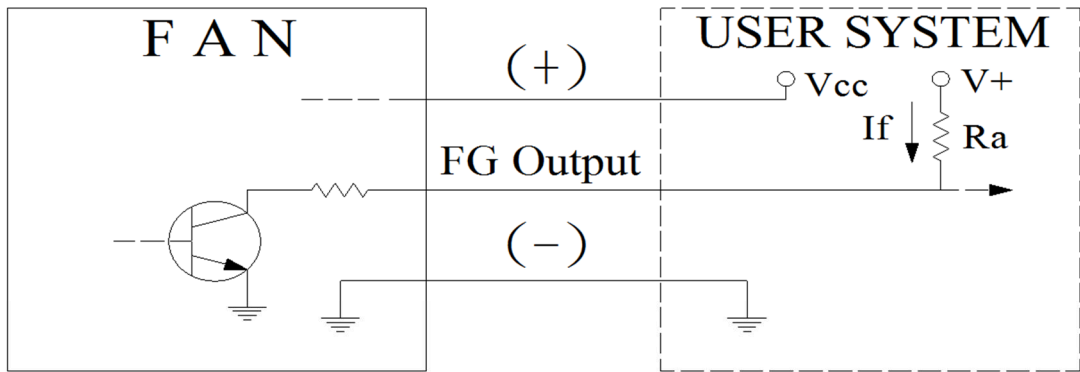 F A N
USER SYSTEM
(+)
Vcc
V+
If
Ra
FG Output
(-)